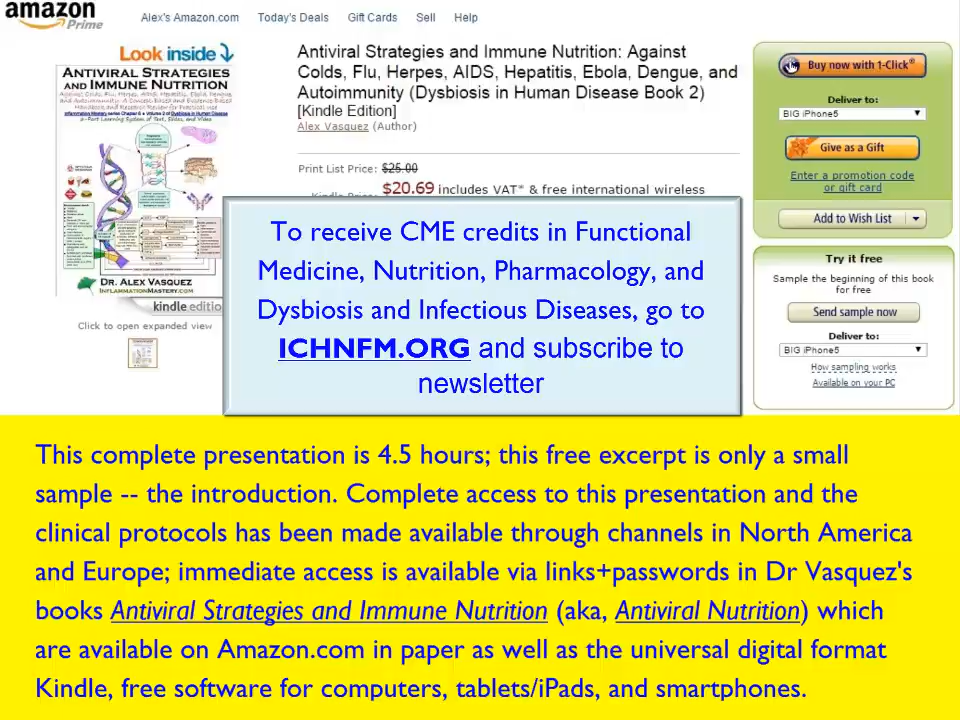 amazon
Prime
Alex's Amazon.com Today's Deals Gift Cards Sell Help
Look inside
ANTIVIRAL STRATEGIES
AND IMMUNE NUTRITION
DR. ALEX VASQUEZ
INFLAMMATIONMASTERY.COM
kindle edition
Click to open expanded view
Antiviral Strategies and Immune Nutrition: Against
Colds, Flu, Herpes, AIDS, Hepatitis, Ebola, Dengue, and
Autoimmunity (Dysbiosis in Human Disease Book 2)
[Kindle Edition]
Alex Vasquez (Author)
Print List Price: $25.00
$20.69 includes VAT* & free international wireless
Buy now with 1-Click®
Deliver to:
BIG iPhone5
Give as a Gift
Enter a promotion code
or gift card
Add to Wish List
Try it free
Sample the beginning of this book
for free
Send sample now
Deliver to:
BIG iPhone5
How sampling works
Available on your PC
To receive CME credits in Functional
Medicine, Nutrition, Pharmacology, and
Dysbiosis and Infectious Diseases, go to
ICHNFM.ORG and subscribe to
newsletter
This complete presentation is 4.5 hours; this free excerpt is only a small
sample -- the introduction. Complete access to this presentation and the
clinical protocols has been made available through channels in North America
and Europe; immediate access is available via links+passwords in Dr Vasquez's
books Antiviral Strategies and Immune Nutrition (aka, Antiviral Nutrition) which
are available on Amazon.com in paper as well as the universal digital format
Kindle, free software for computers, tablets/iPads, and smartphones.